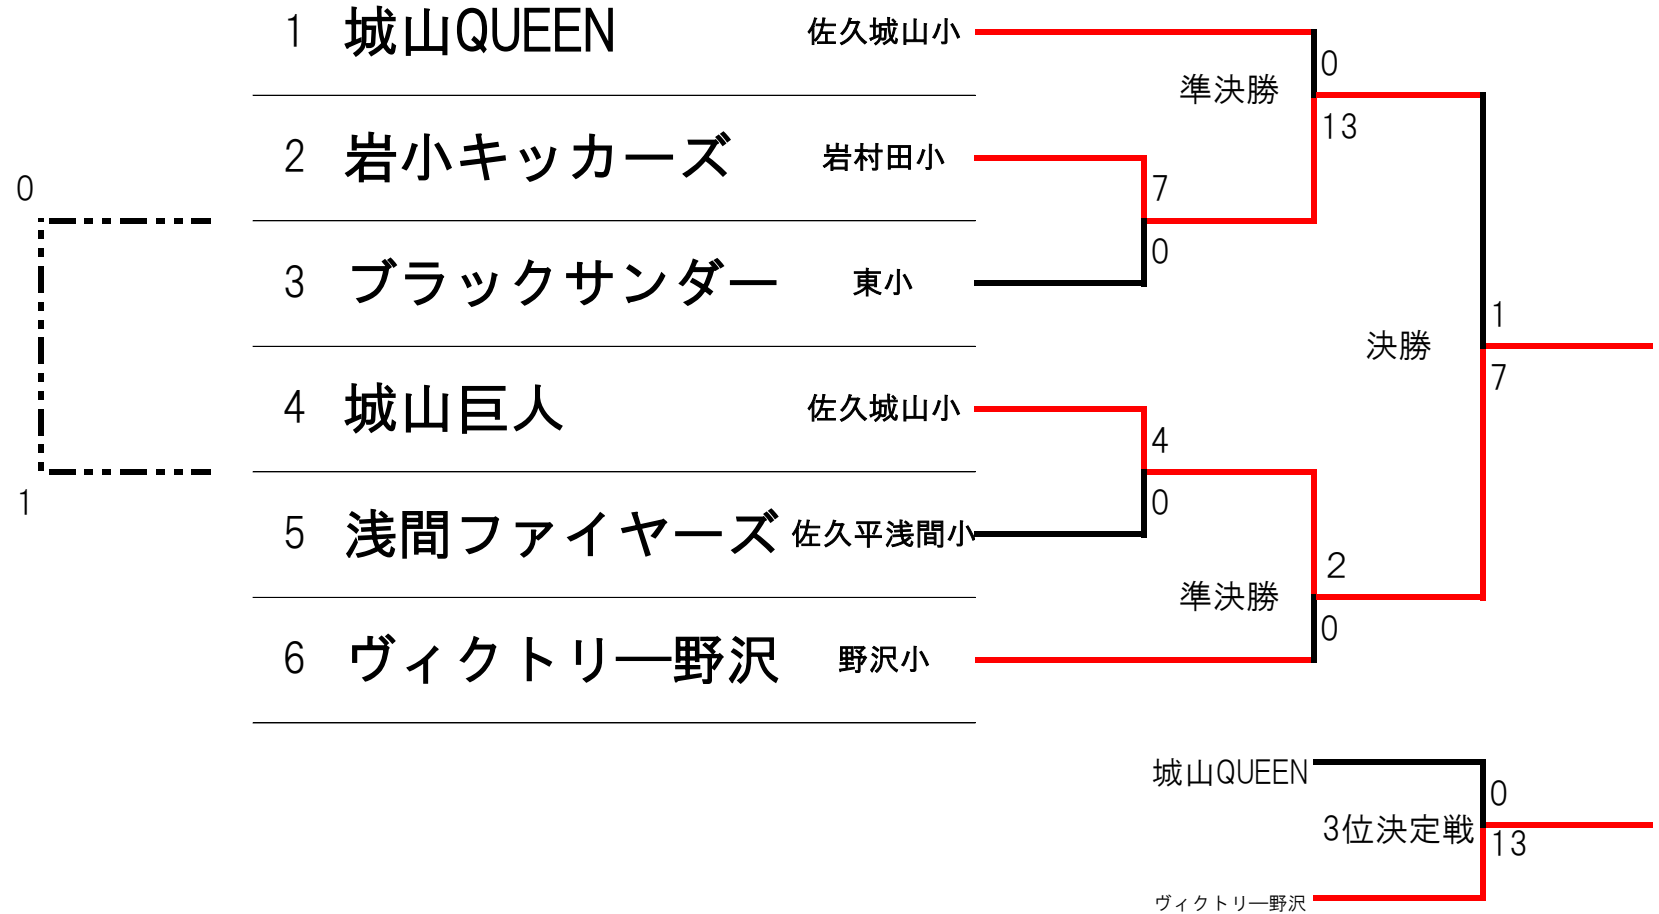 1 城山QUEEN 佐久城山小
0
準決勝
13
2 岩小キッカーズ 岩村田小
0
7
0
3 ブラックサンダー 東小
1
決勝
7
4 城山巨人 佐久城山小
4
1
0
5 浅間ファイヤーズ 佐久平浅間小
2
準決勝
0
6 ヴィクトリ―野沢 野沢小
城山QUEEN
0
3位決定戦
13
ヴィクトリ―野沢